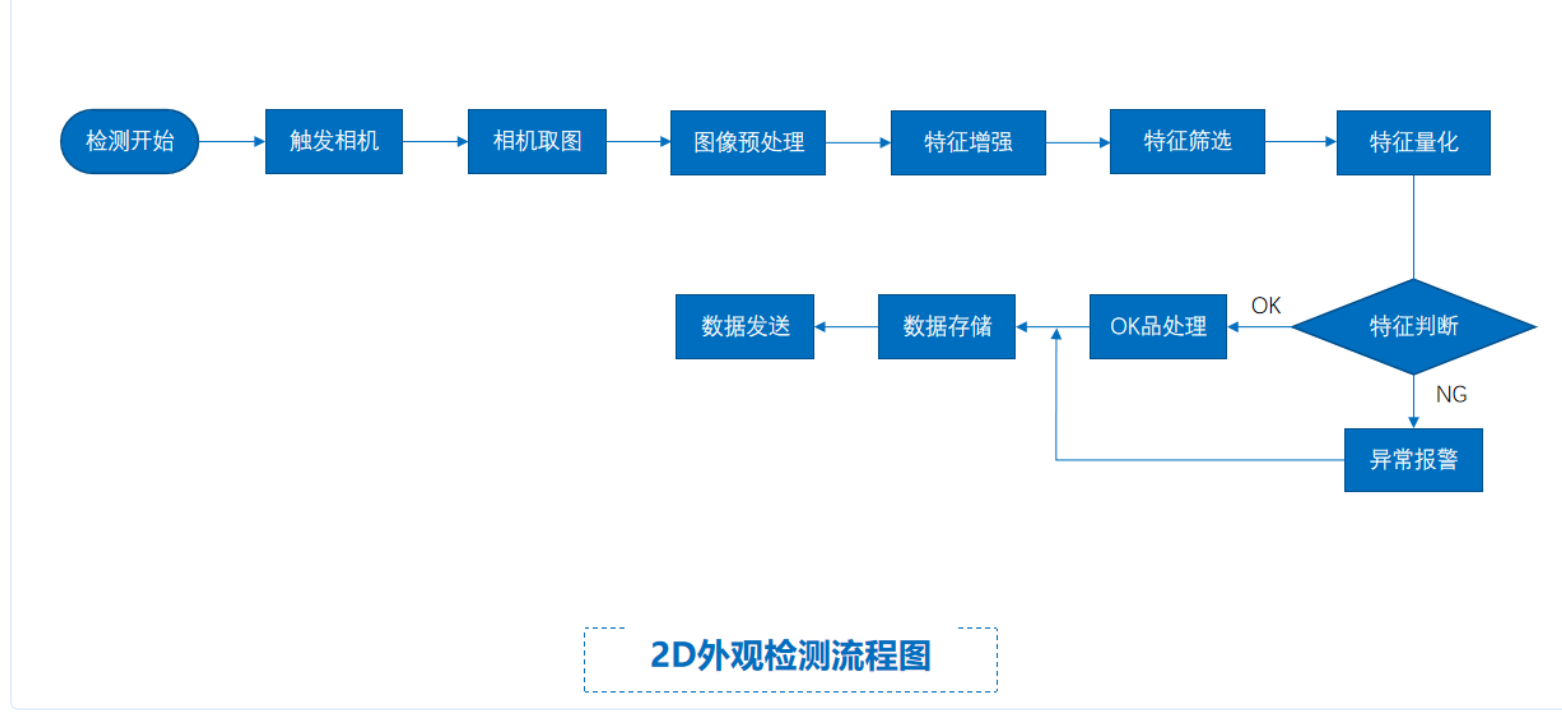 检测开始
触发相机
相机取图
图像预处理
特征增强
特征筛选
特征量化
数据发送
数据存储
OK品处理
OK
特征判断
NG
异常报警
2D外观检测流程图